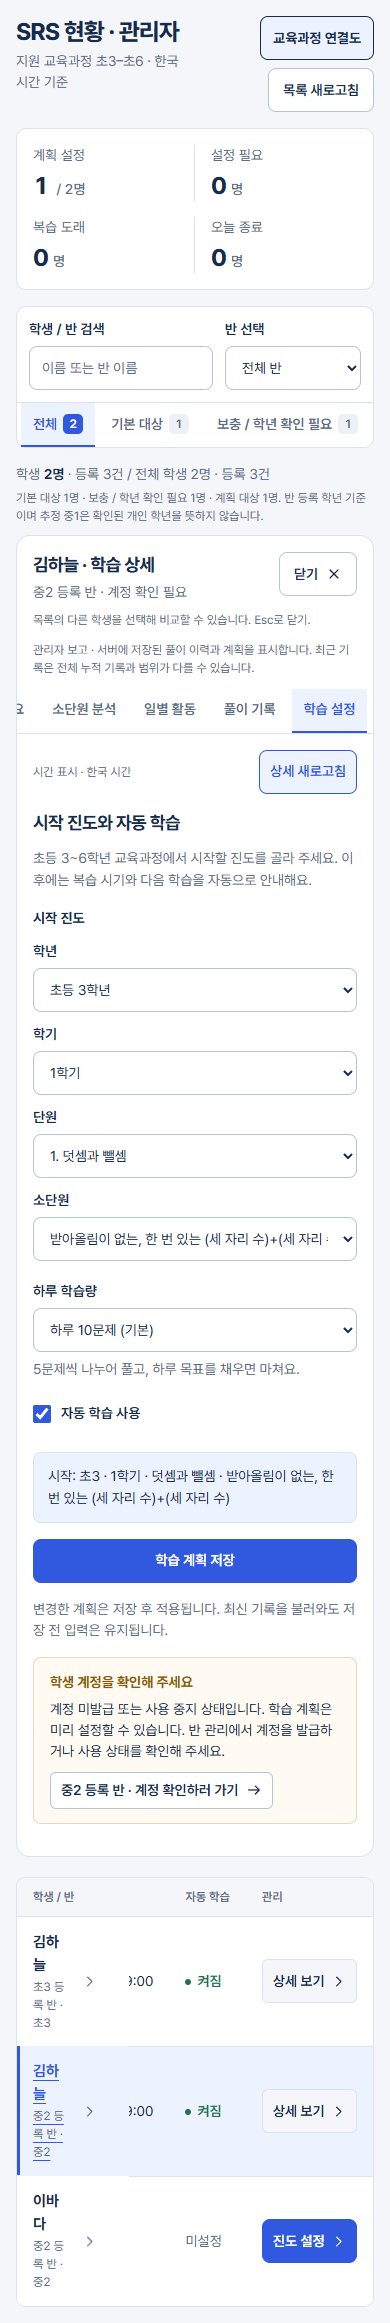 SRS 현황 · 관리자
지원 교육과정 초3–초6 · 한국
시간 기준
교육과정 연결도
목록 새로고침
계획 설정
1 / 2명
설정 필요
0 명
복습 도래
0 명
오늘 종료
0 명
학생 / 반 검색
이름 또는 반 이름
반 선택
전체 반
전체 2
기본 대상 1
보충 / 학년 확인 필요 1
학생 2명 · 등록 3건 / 전체 학생 2명 · 등록 3건
기본 대상 1명 · 보충 / 학년 확인 필요 1명 · 계획 대상 1명. 반 등록 학년 기준
이며 추정 중1은 확인된 개인 학년을 뜻하지 않습니다.
김하늘 · 학습 상세
중2 등록 반 · 계정 확인 필요
닫기 ×
목록의 다른 학생을 선택해 비교할 수 있습니다. Esc로 닫기.
관리자 보고 · 서버에 저장된 풀이 이력과 계획을 표시합니다. 최근 기
록은 전체 누적 기록과 범위가 다를 수 있습니다.
소단원 분석
일별 활동
풀이 기록
학습 설정
시간 표시 · 한국 시간
상세 새로고침
시작 진도와 자동 학습
초등 3~6학년 교육과정에서 시작할 진도를 골라 주세요. 이
후에는 복습 시기와 다음 학습을 자동으로 안내해요.
시작 진도
학년
초등 3학년
학기
1학기
단원
1. 덧셈과 뺄셈
소단원
받아올림이 없는, 한 번 있는 (세 자리 수)+(세 자리
하루 학습량
하루 10문제 (기본)
5문제씩 나누어 풀고, 하루 목표를 채우면 마쳐요.
자동 학습 사용
시작: 초3 · 1학기 · 덧셈과 뺄셈 · 받아올림이 없는, 한
번 있는 (세 자리 수)+(세 자리 수)
학습 계획 저장
변경한 계획은 저장 후 적용됩니다. 최신 기록을 불러와도 저
장 전 입력은 유지됩니다.
학생 계정을 확인해 주세요
계정 미발급 또는 사용 중지 상태입니다. 학습 계획은
미리 설정할 수 있습니다. 반 관리에서 계정을 발급하
거나 사용 상태를 확인해 주세요.
중2 등록 반 · 계정 확인하러 가기 →
학생 / 반
자동 학습
관리
김하
늘
초3 등
록 반 ·
초3
:00
켜짐
상세 보기
김하
늘
중2 등
록 반 ·
중2
:00
켜짐
상세 보기
이바
다
중2 등
록 반 ·
중2
미설정
진도 설정